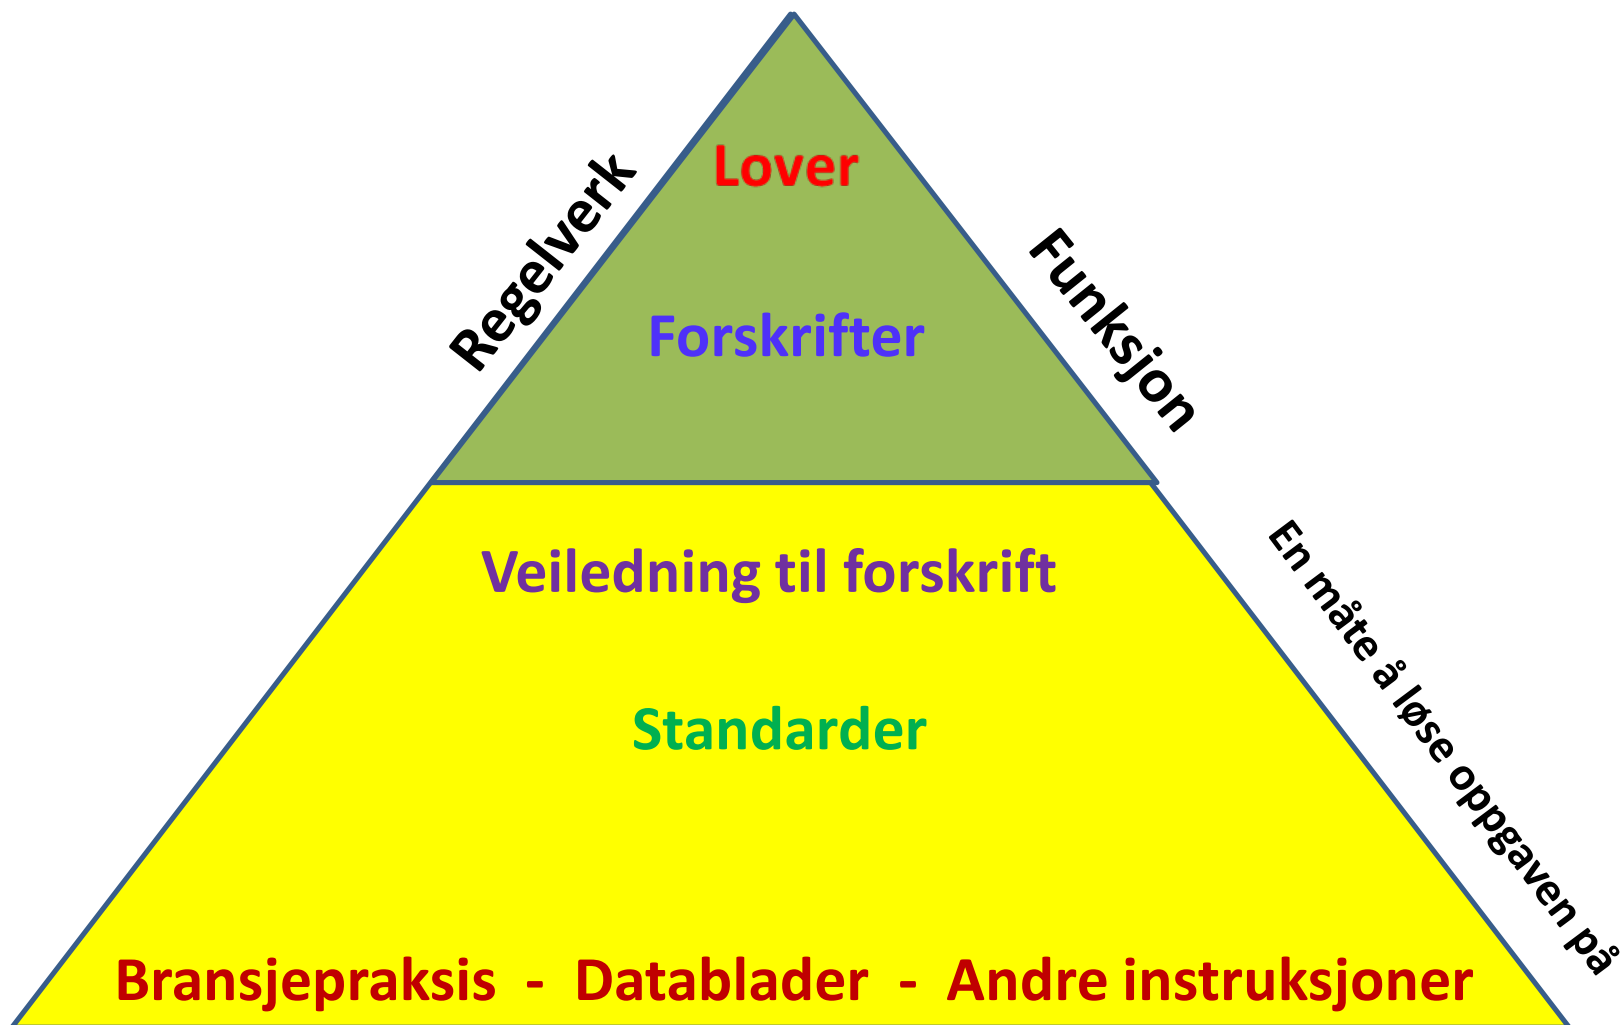 Lover
Regelverk
Funksjon
Forskrifter
Veiledning til forskrift
En måte å løse oppgaven på
Standarder
Bransjepraksis - Datablader - Andre instruksjoner